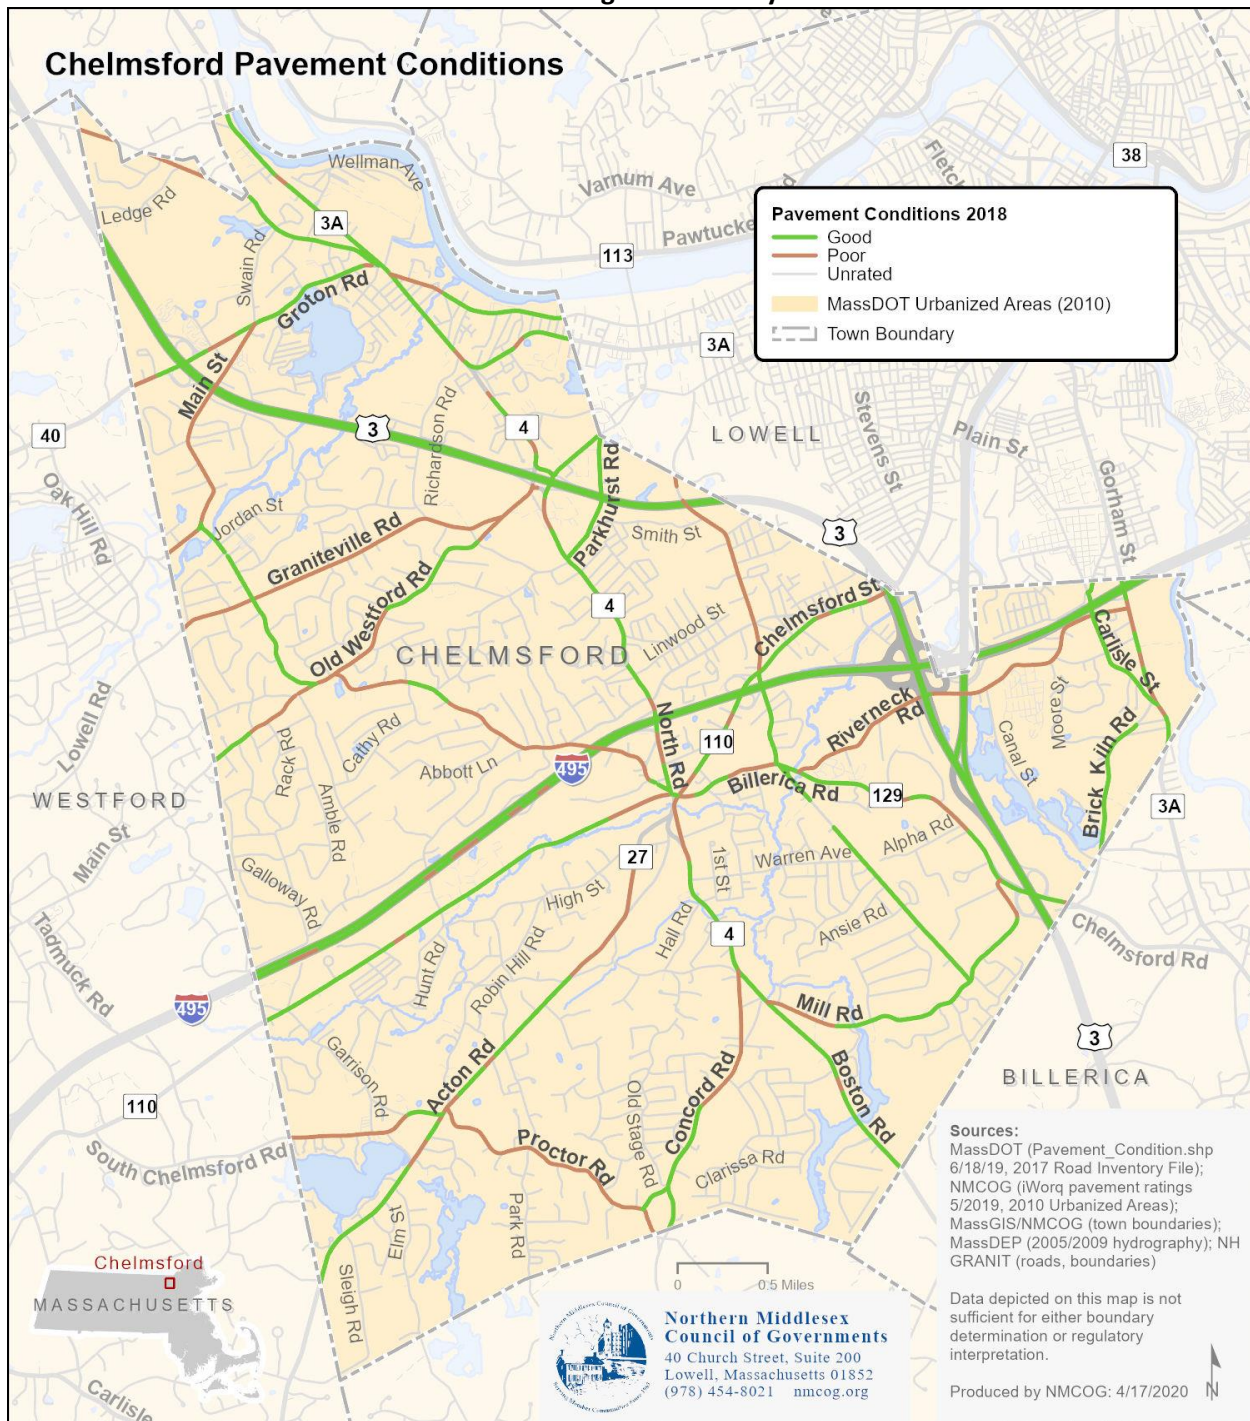 Chelmsford Pavement Conditions
38
Wellman Ave
Varnum Ave
Ledge Rd
3A
Pawtucke
113
Swain Rd
Groton Rd
Pavement Conditions 2018
Good
Poor
Unrated
MassDOT Urbanized Areas (2010)
Town Boundary
3A
Main St
40
3
Richardson Rd
4
LOWELL
Stevens St
Plain St
Gorham St
Oak Hill Rd
Jordan St
Parkhurst Rd
Smith St
3
Graniteville Rd
Old Westford Rd
4
Linwood St
Chelmsford St
CHELMSFORD
Carlisle St
Lowell Rd
Rack Rd
Cathy Rd
Abbott Ln
North Rd
110
Riverneck Rd
Moore St
Canal St
Brick Kiln Rd
495
Billerica Rd
129
3A
WESTFORD
Main St
Amble Rd
27
1st St
Warren Ave
Alpha Rd
Galloway Rd
High St
Hall Rd
4
Ansie Rd
Chelmsford Rd
Tadmuck Rd
Hunt Rd
Robin Hill Rd
495
Mill Rd
3
BILLERICA
Garrison Rd
Acton Rd
Concord Rd
Boston Rd
110
South Chelmsford Rd
Proctor Rd
Old Stage Rd
Clarissa Rd
Elm St
Park Rd
Sleigh Rd
Sources:
MassDOT (Pavement_Condition.shp
6/18/19, 2017 Road Inventory File);
NMCOG (iWorq pavement ratings
5/2019, 2010 Urbanized Areas);
MassGIS/NMCOG (town boundaries);
MassDEP (2005/2009 hydrography); NH
GRANIT (roads, boundaries)
Data depicted on this map is not
sufficient for either boundary
determination or regulatory
interpretation.
Produced by NMCOG: 4/17/2020
N
Chelmsford
MASSACHUSETTS
Carlisle
0 0.5 Miles
Northern Middlesex
Council of Governments
40 Church Street, Suite 200
Lowell, Massachusetts 01852
(978) 454-8021 nmcog.org